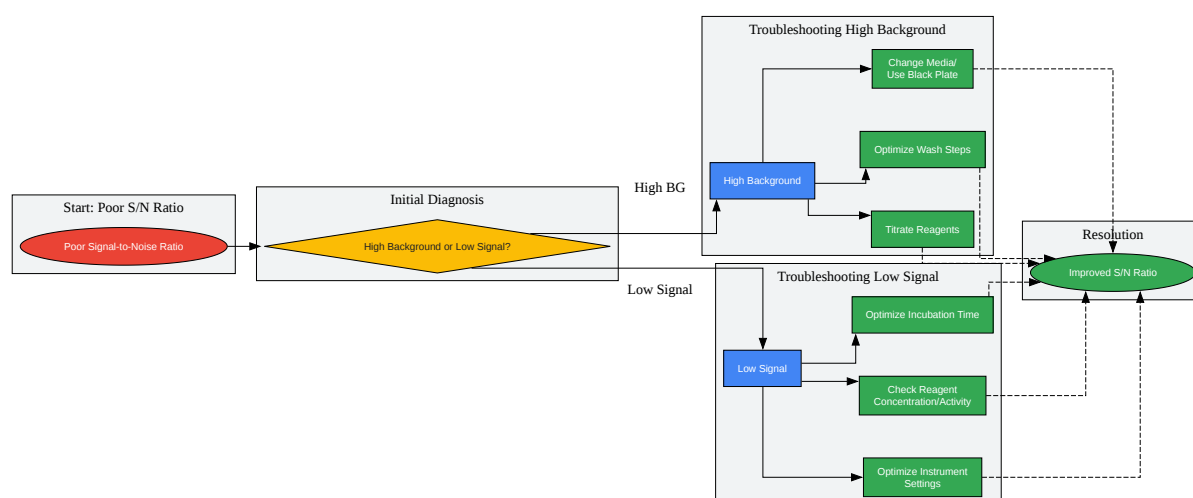 Start: Poor S/N Ratio
Poor Signal-to-Noise Ratio
Initial Diagnosis
High Background or Low Signal?
High BG
Low Signal
Troubleshooting High Background
High Background
Change Media/
Use Black Plate
Optimize Wash Steps
Titrate Reagents
Troubleshooting Low Signal
Low Signal
Optimize Incubation Time
Check Reagent
Concentration/Activity
Optimize Instrument
Settings
Resolution
Improved S/N Ratio